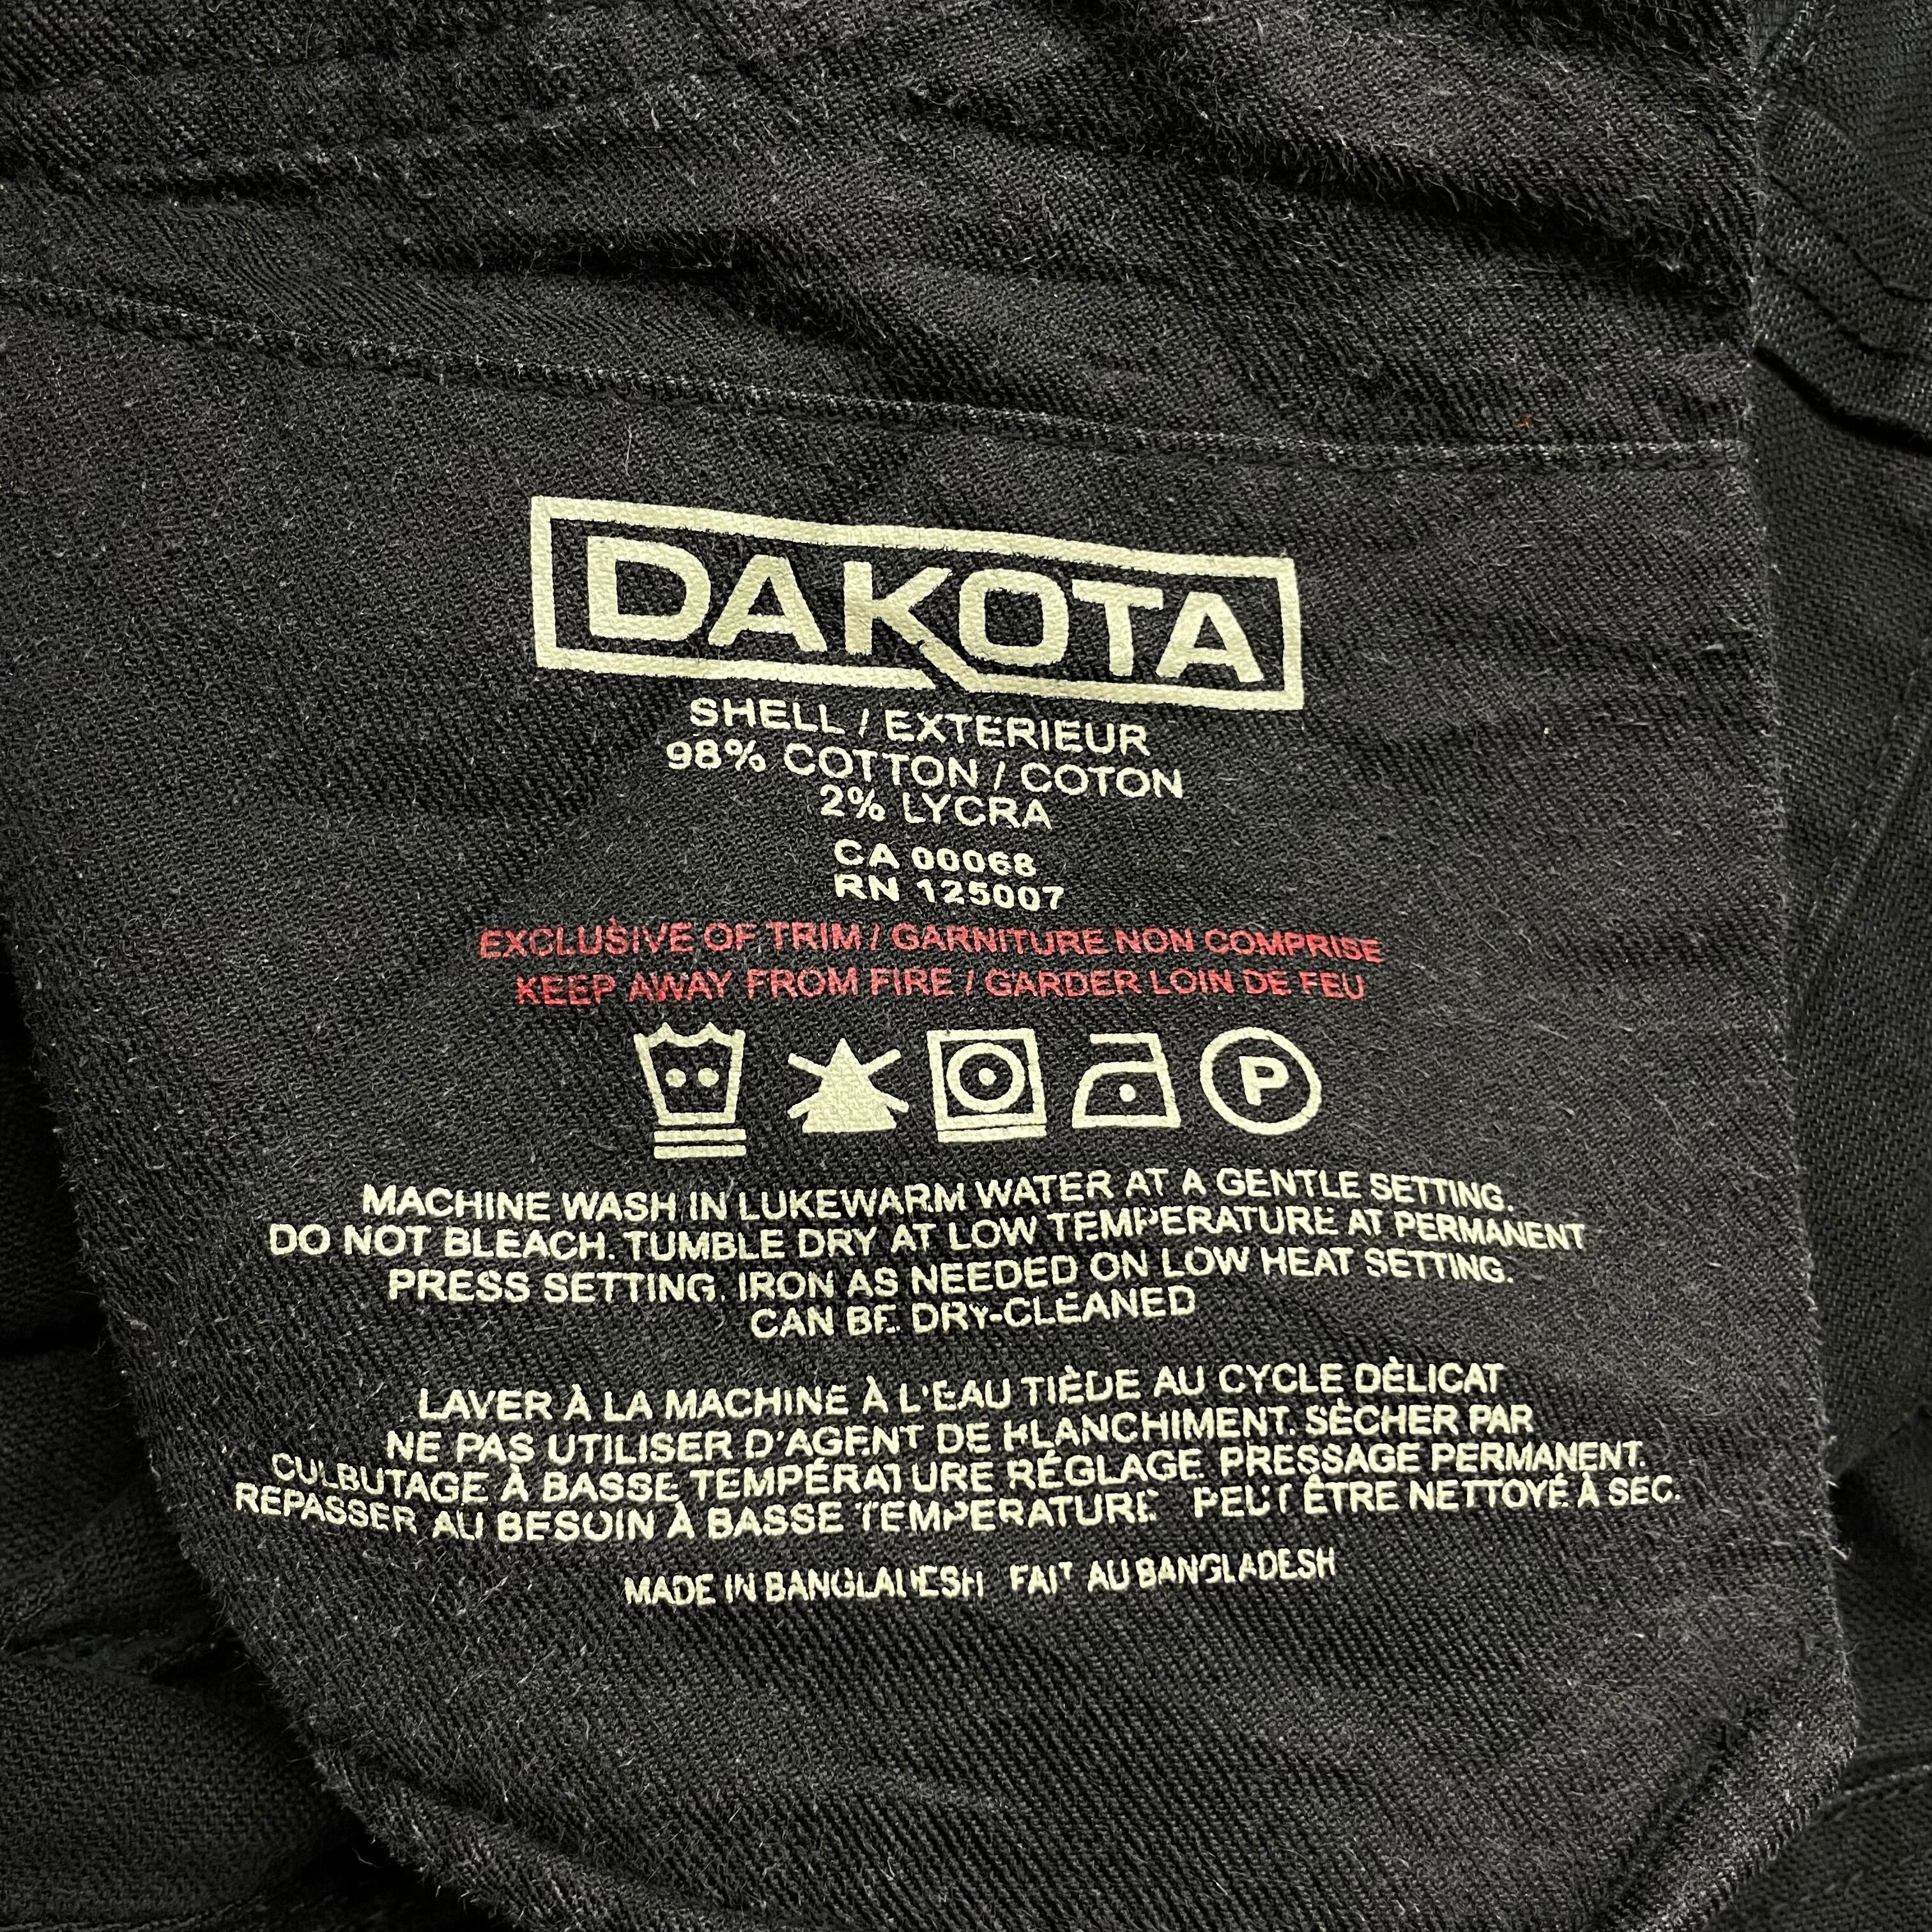 DAKOTA
SHELL / EXTERIEUR
98% COTTON / COTON
2% LYCRA
CA 00068
RN 125007
EXCLUSIVE OF TRIM / GARNITURE NON COMPRISE
KEEP AWAY FROM FIRE / GARDER LOIN DE FEU
P
MACHINE WASH IN LUKEWARM WATER AT A GENTLE SETTING.
DO NOT BLEACH. TUMBLE DRY AT LOW TEMPERATURE AT PERMANENT
PRESS SETTING. IRON AS NEEDED ON LOW HEAT SETTING.
CAN BE DRY-CLEANED
LAVER À LA MACHINE À L'EAU TIÈDE AU CYCLE DÈLICAT
NE PAS UTILISER D'AGENT DE BLANCHIMENT. SÈCHER PAR
CULBUTAGE À BASSE TEMPÉRATURE RÉGLAGE PRESSAGE PERMANENT.
REPASSER AU BESOIN À BASSE TEMPERATURE PEUT ÊTRE NETTOYÉ À SEC.
MADE IN BANGLADESH FAIT AU BANGLADESH